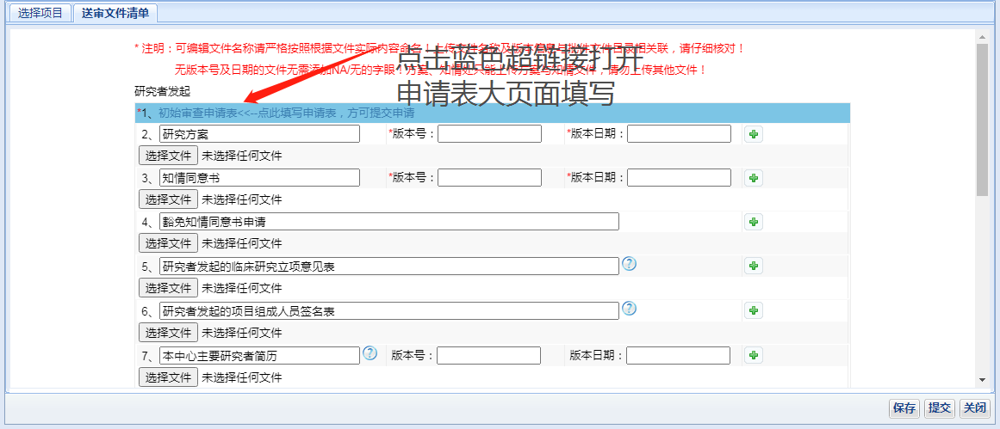 选择项目 送审文件清单
* 注明：可编辑文件名称请严格按照根据文件实际内容命名！上传文件名称及版本信息与批件文件目录相关联，请仔细核对！
无版本号及日期的文件无需添加NA/无的字眼！方案、知情处只能上传方案与知情文件，请勿上传其他文件！
点击蓝色超链接打开
申请表大页面填写
研究者发起
*1、初始审查申请表<<--点此填写申请表，方可提交申请
2、研究方案 *版本号： *版本日期：
选择文件 未选择任何文件
3、知情同意书 *版本号： *版本日期：
选择文件 未选择任何文件
4、豁免知情同意书申请
选择文件 未选择任何文件
5、研究者发起的临床研究立项意见表
选择文件 未选择任何文件
6、研究者发起的项目组成人员签名表
选择文件 未选择任何文件
7、本中心主要研究者简历 版本号： 版本日期：
选择文件 未选择任何文件
保存 提交 关闭